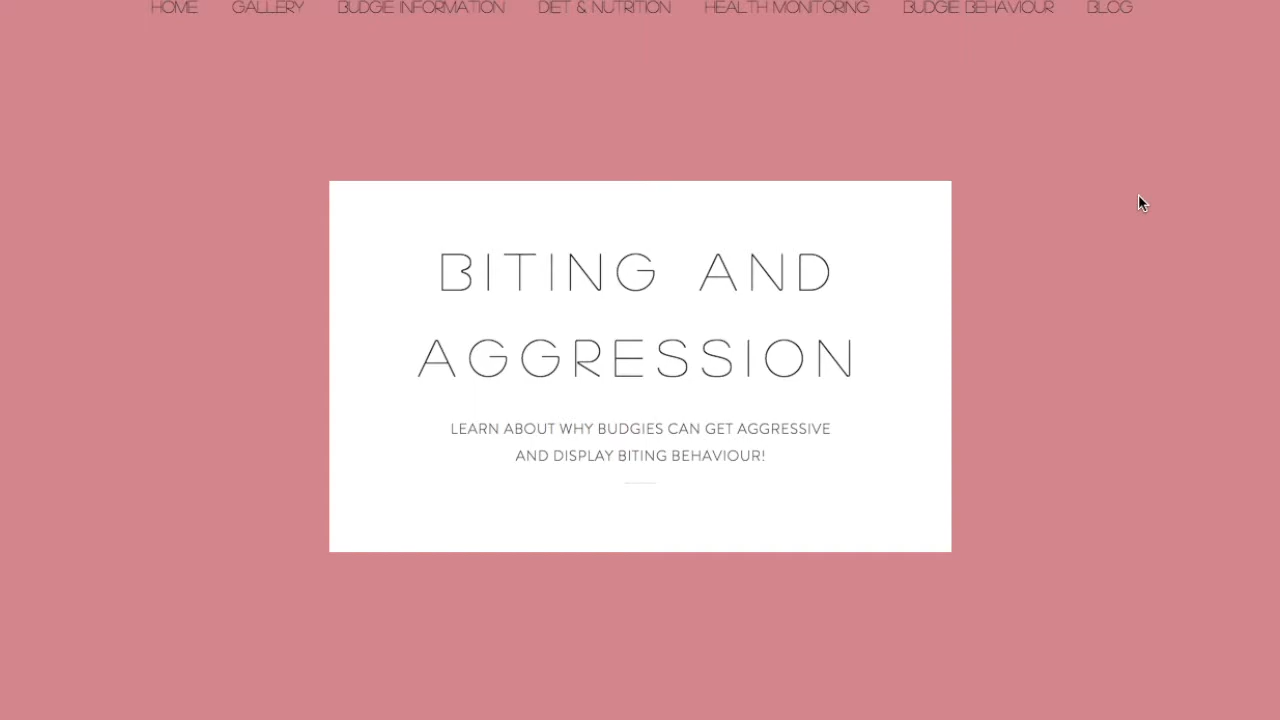 HOME GALLERY BUDGIE INFORMATION DIET & NUTRITION HEALTH MONITORING BUDGIE BEHAVIOUR BLOG
BITING AND
AGGRESSION
LEARN ABOUT WHY BUDGIES CAN GET AGGRESSIVE
AND DISPLAY BITING BEHAVIOUR!